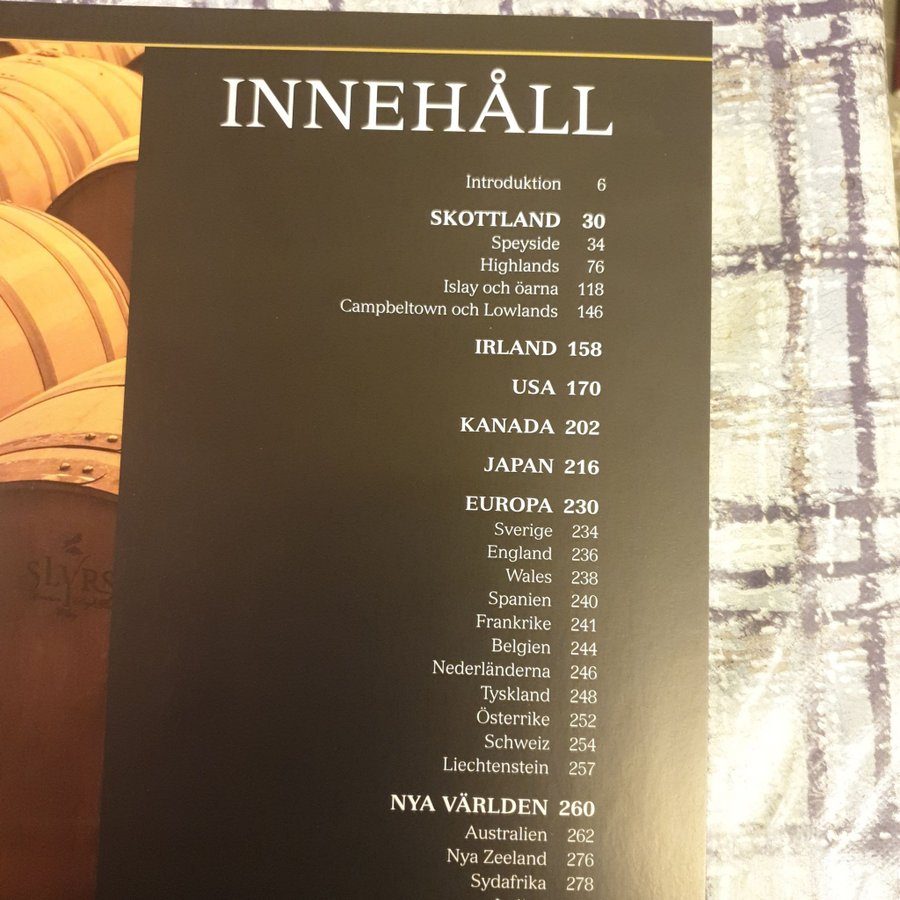 INNEHÅLL
Introduktion 6
SKOTTLAND 30
Speyside 34
Highlands 76
Islay och öarna 118
Campbeltown och Lowlands 146
IRLAND 158
USA 170
KANADA 202
JAPAN 216
EUROPA 230
Sverige 234
England 236
Wales 238
Spanien 240
Frankrike 241
Belgien 244
Nederländerna 246
Tyskland 248
Österrike 252
Schweiz 254
Liechtenstein 257
NYA VÄRLDEN 260
Australien 262
Nya Zeeland 276
Sydafrika 278
SLYRS